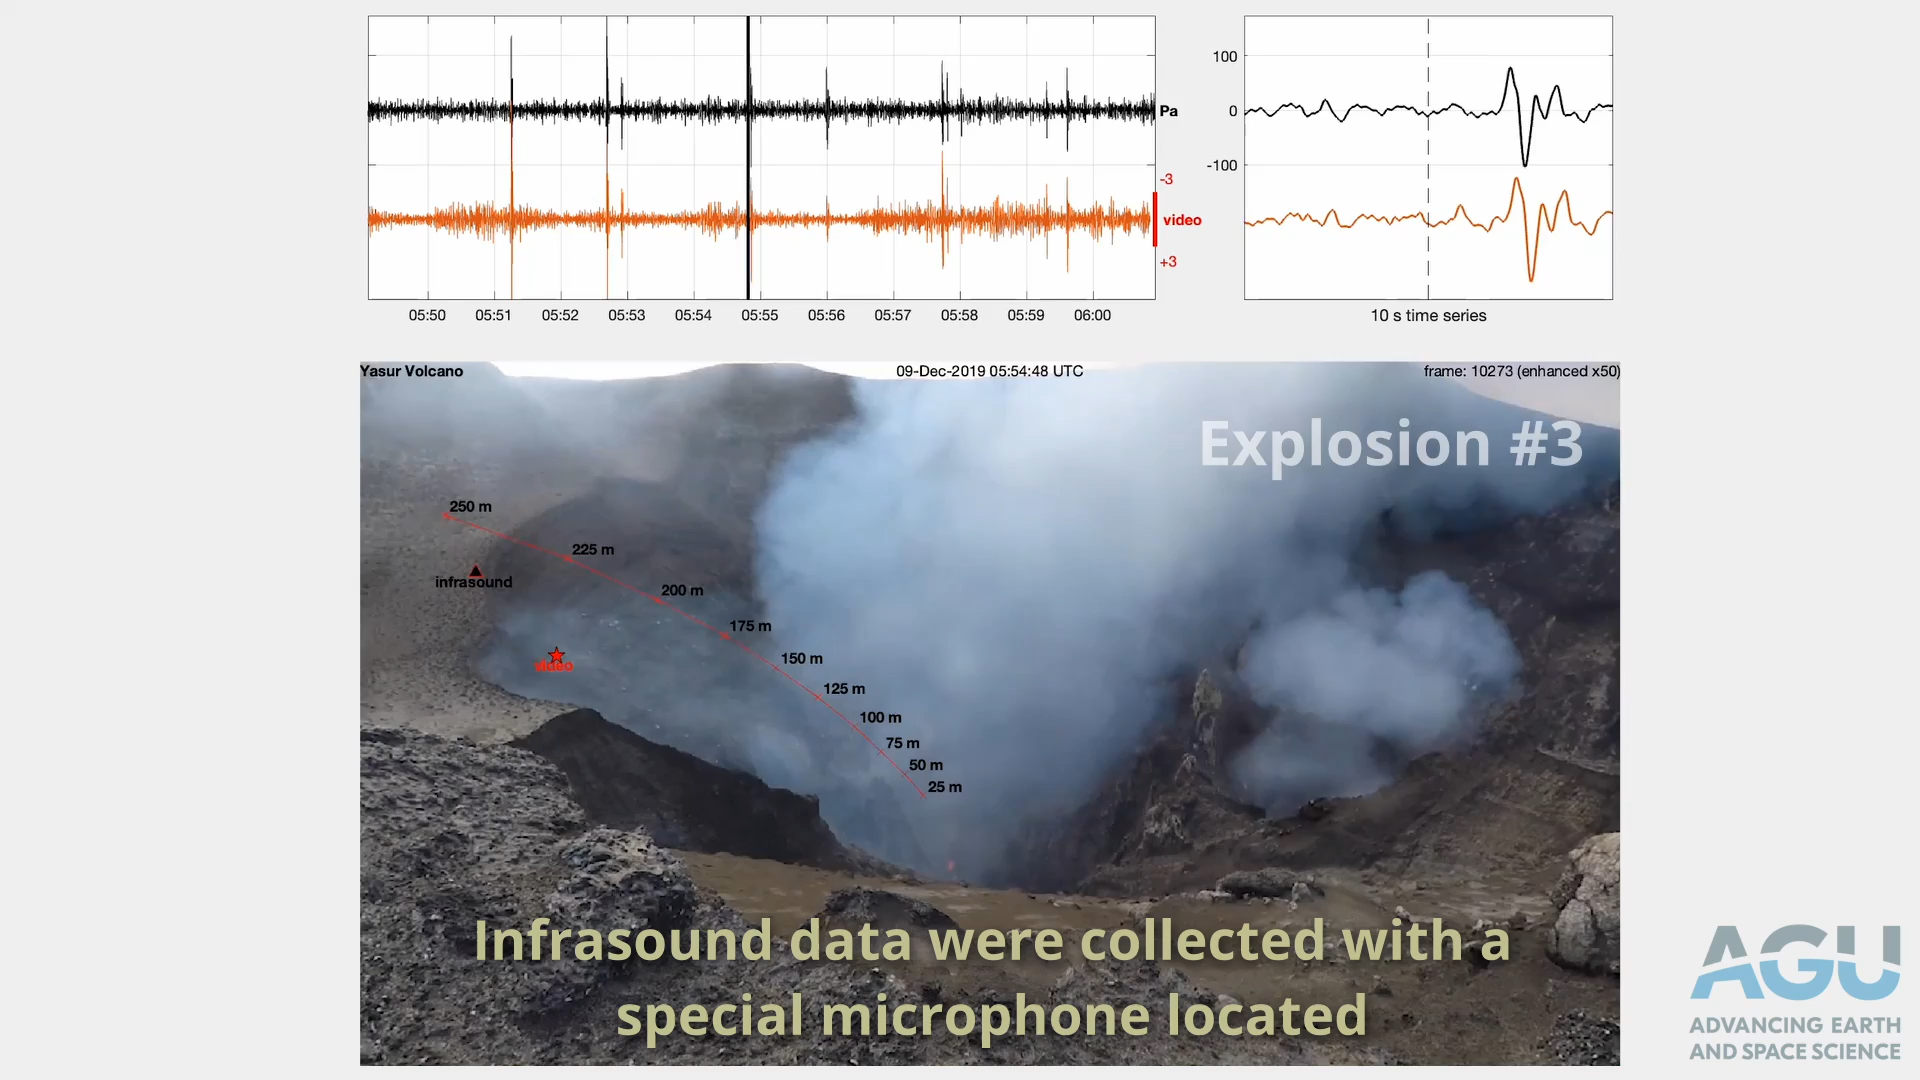 100
0
-100
Pa
-3
video
+3
05:50 05:51 05:52 05:53 05:54 05:55 05:56 05:57 05:58 05:59 06:00
10 s time series
Yasur Volcano
09-Dec-2019 05:54:48 UTC
frame: 10273 (enhanced x50)
Explosion #3
250 m
225 m
infrasound
200 m
175 m
video
150 m
125 m
100 m
75 m
50 m
25 m
Infrasound data were collected with a
special microphone located
AGU
ADVANCING EARTH
AND SPACE SCIENCE